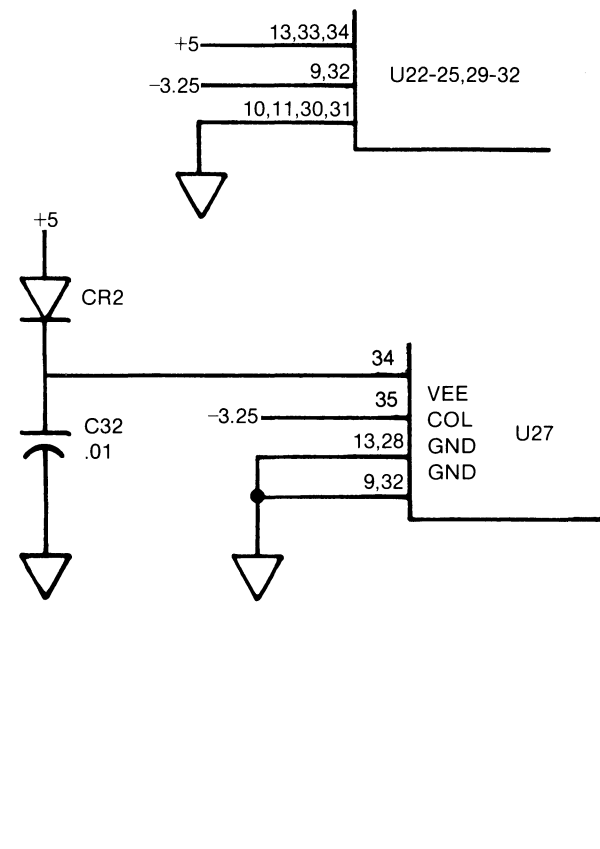 13,33,34
+5
9,32
U22-25,29-32
−3.25
10,11,30,31
+5
CR2
34
35
VEE
C32
−3.25
COL
U27
.01
13,28
GND
9,32
GND